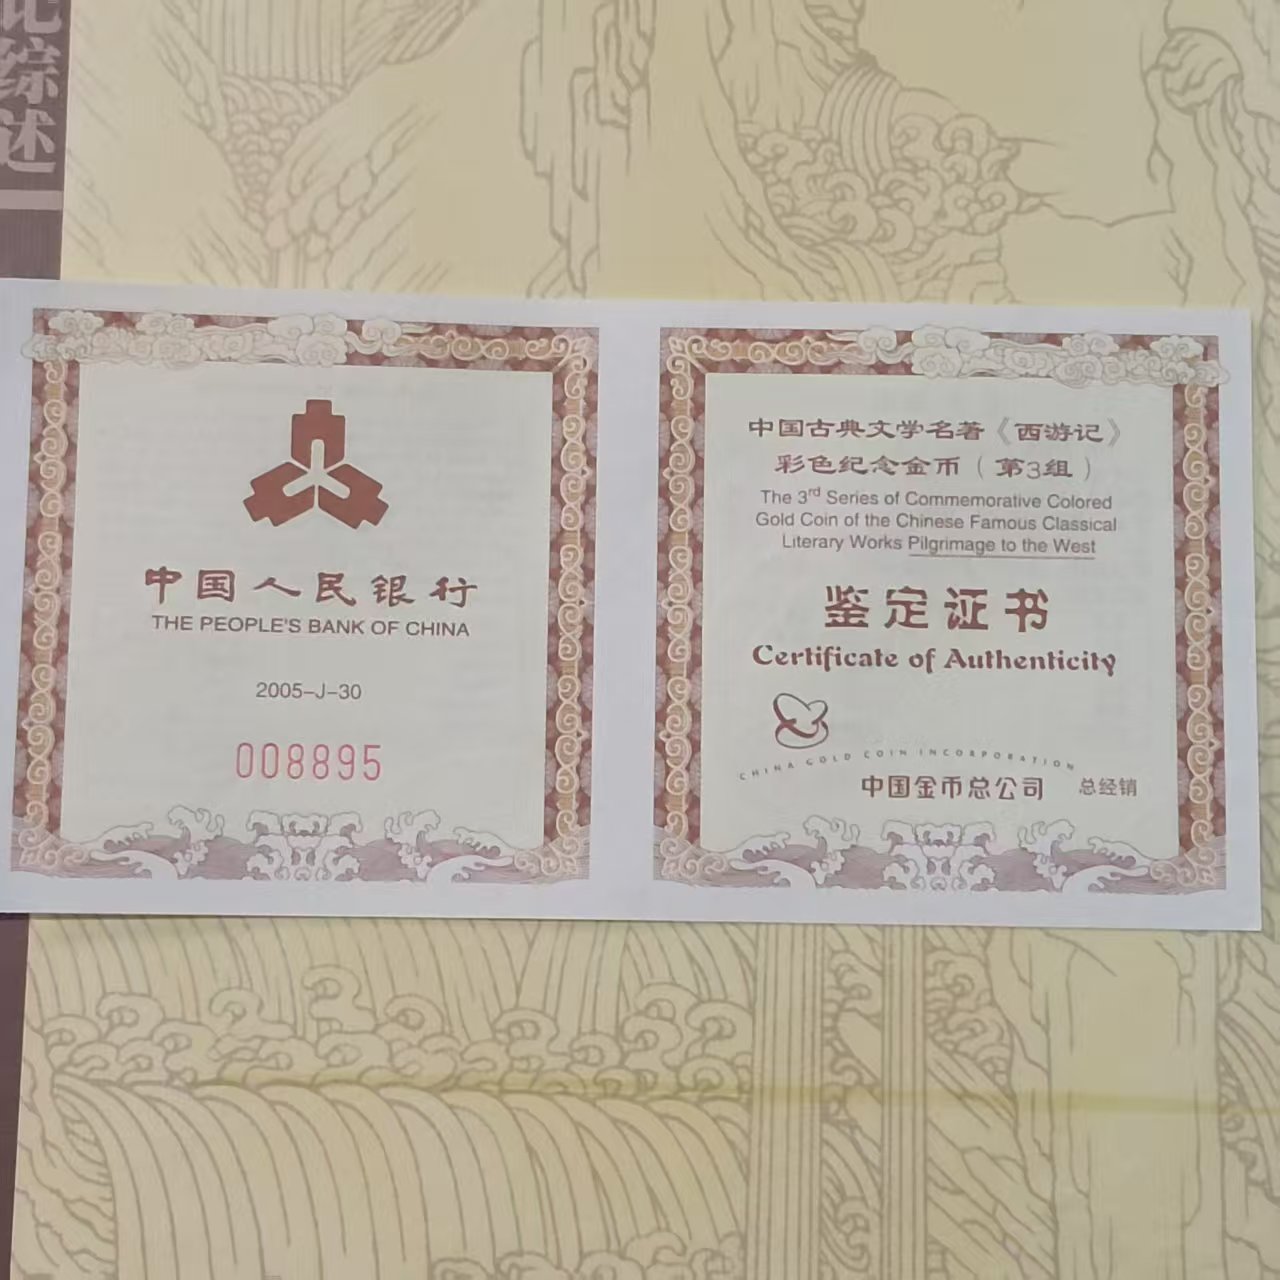 综
述
中国人民银行
THE PEOPLE'S BANK OF CHINA
2005-J-30
008895
中国古典文学名著《西游记》
彩色纪念金币（第3组）
The 3rd Series of Commemorative Colored
Gold Coin of the Chinese Famous Classical
Literary Works Pilgrimage to the West
鉴定证书
Certificate of Authenticity
CHINA GOLD COIN INCORPORATION
中国金币总公司 总经销